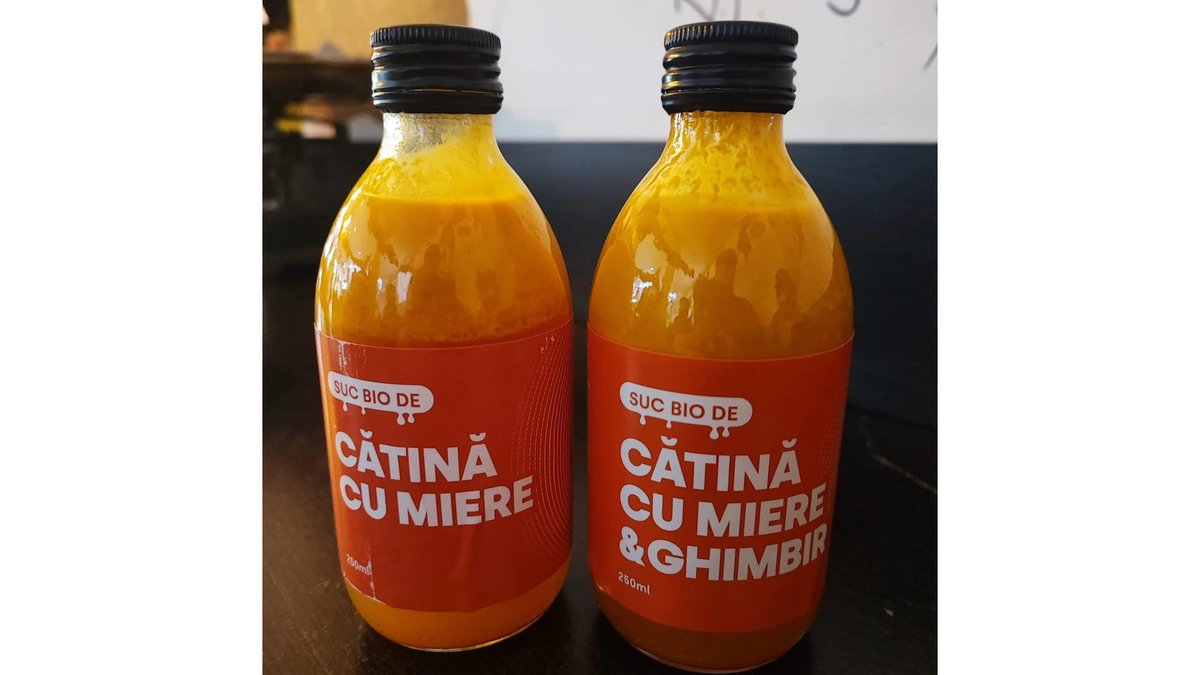 SUC BIO DE
CĂTINĂ
CU MIERE
250ml
SUC BIO DE
CĂTINĂ
CU MIERE
&GHIMBIR
250ml